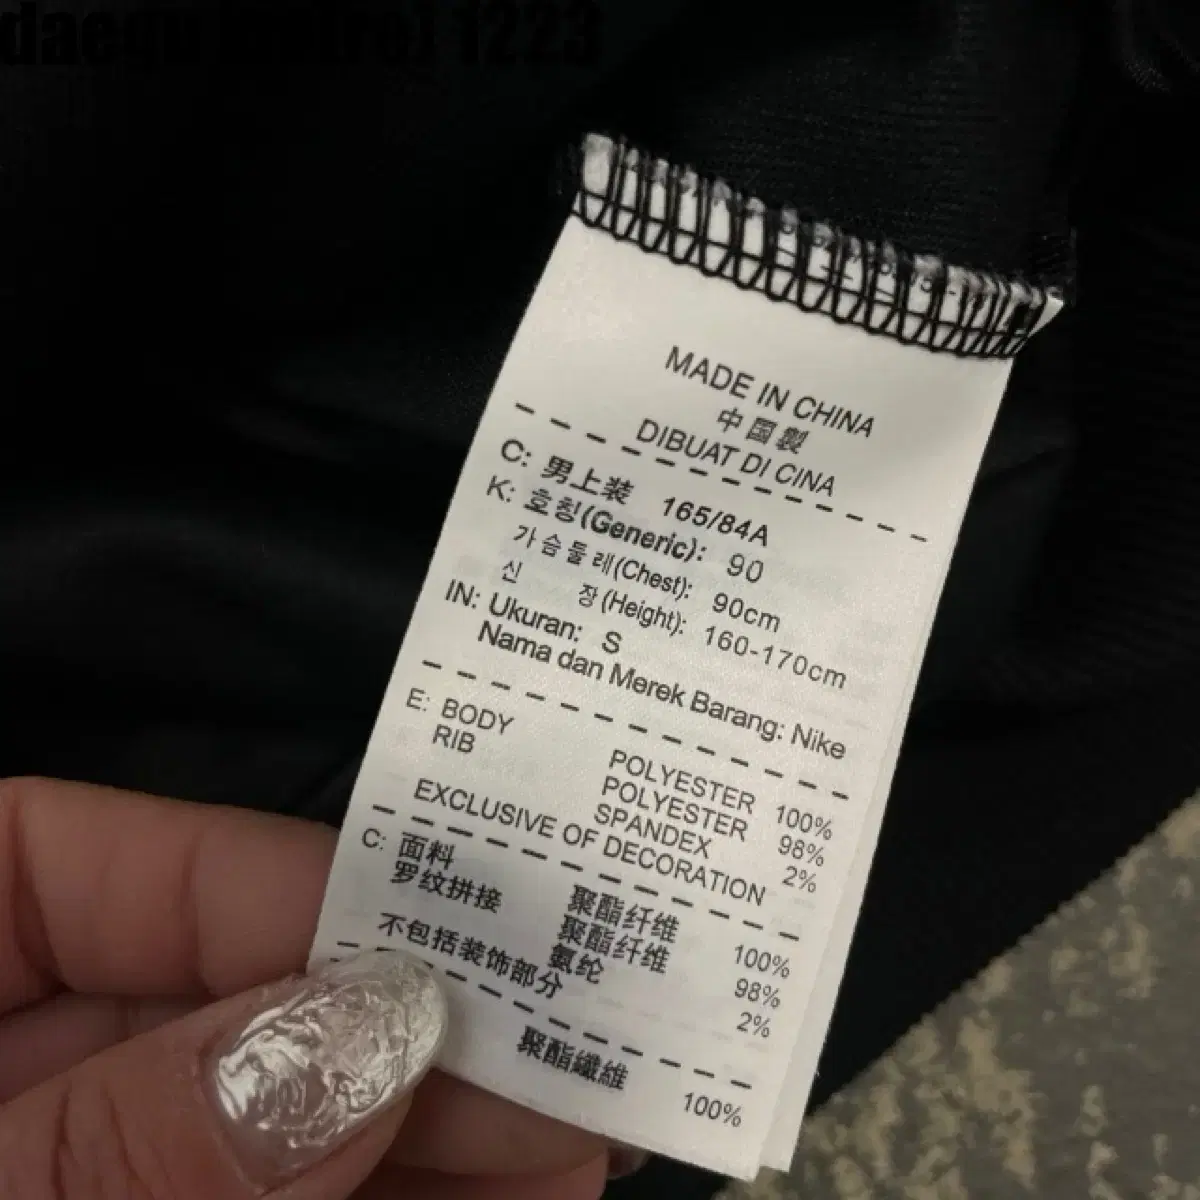 daegu 1223
MADE IN CHINA
中国製
DIBUAT DI CINA
C: 男上装 165/84A
K: 호칭(Generic): 90
가슴둘레(Chest): 90cm
신 장(Height): 160-170cm
IN: Ukuran: S
Nama dan Merek Barang: Nike
E: BODY POLYESTER 100%
RIB POLYESTER 98%
SPANDEX 2%
EXCLUSIVE OF DECORATION
C: 面料 聚酯纤维 100%
罗纹拼接 聚酯纤维 98%
氨纶 2%
不包括装饰部分
聚酯纖維 100%